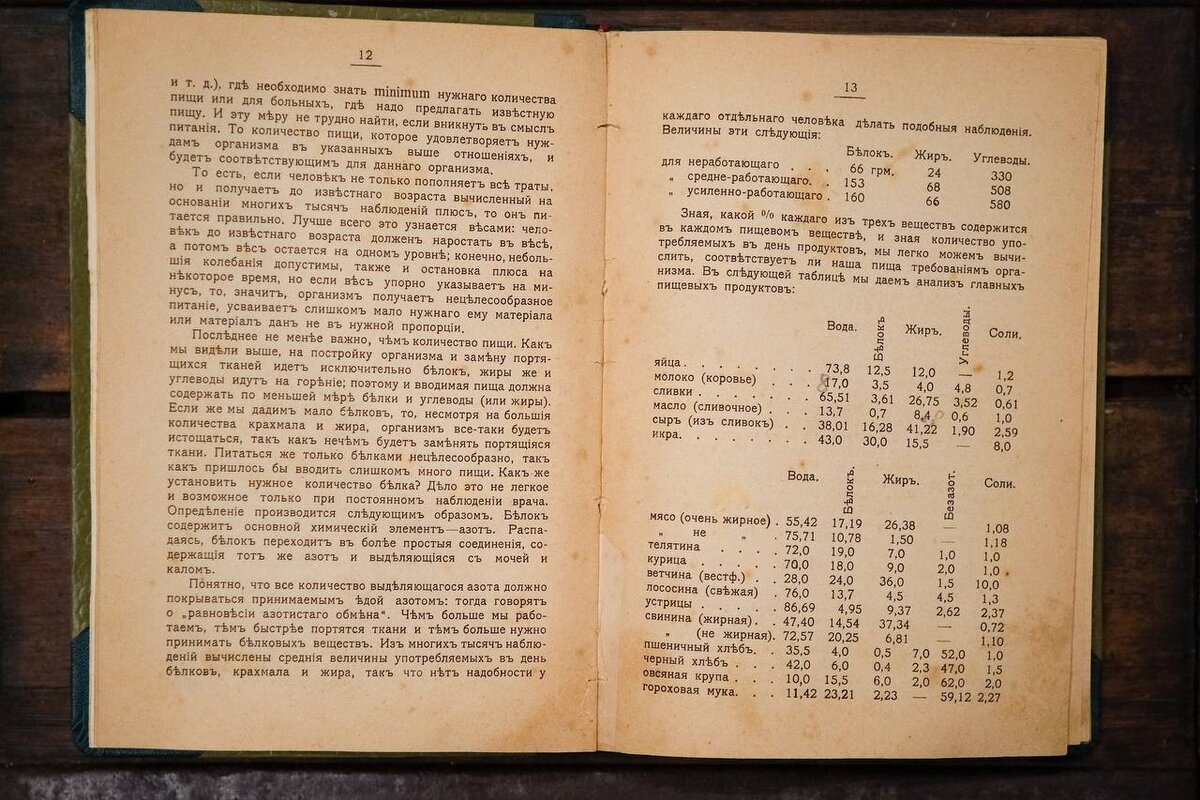 12
и т. д.), гдѣ необходимо знать minimum нужнаго количества
пищи или для больныхъ, гдѣ надо предлагать извѣстную
пищу. И эту мѣру не трудно найти, если вникнуть въ смыслъ
питанія. То количество пищи, которое удовлетворяетъ нуж-
дамъ организма въ указанныхъ выше отношеніяхъ, и
будетъ соотвѣтствующимъ для даннаго организма.
То есть, если человѣкъ не только пополняетъ всѣ траты,
но и получаетъ до извѣстнаго возраста вычисленный на
основаніи многихъ тысячъ наблюденій плюсъ, то онъ пи-
тается правильно. Лучше всего это узнается вѣсами: чело-
вѣкъ до извѣстнаго возраста долженъ наростать въ вѣсѣ,
а потомъ вѣсъ остается на одномъ уровнѣ; конечно, неболь-
шія колебанія допустимы, также и остановка плюса на
нѣкоторое время, но если вѣсъ упорно указываетъ на ми-
нусъ, то, значитъ, организмъ получаетъ нецѣлесообразное
питаніе, усваиваетъ слишкомъ мало нужнаго ему матеріала
или матеріалъ данъ не въ нужной пропорціи.
Послѣднее не менѣе важно, чѣмъ количество пищи. Какъ
мы видѣли выше, на постройку организма и замѣну портя-
щихся тканей идетъ исключительно бѣлокъ, жиры же и
углеводы идутъ на горѣніе; поэтому и вводимая пища должна
содержать по меньшей мѣрѣ бѣлки и углеводы (или жиры).
Если же мы дадимъ мало бѣлковъ, то, несмотря на большія
количества крахмала и жира, организмъ все-таки будетъ
истощаться, такъ какъ нечѣмъ будетъ замѣнять портящіяся
ткани. Питаться же только бѣлками нецѣлесообразно, такъ
какъ пришлось бы вводить слишкомъ много пищи. Какъ же
установить нужное количество бѣлка? Дѣло это не легкое
и возможное только при постоянномъ наблюденіи врача.
Опредѣленіе производится слѣдующимъ образомъ. Бѣлокъ
содержитъ основной химическій элементъ—азотъ. Распа-
даясь, бѣлокъ переходитъ въ болѣе простыя соединенія, со-
держащія тотъ же азотъ и выдѣляющіяся съ мочей и
каломъ.
Понятно, что все количество выдѣляющагося азота должно
покрываться принимаемымъ ѣдой азотомъ: тогда говорятъ
о „равновѣсіи азотистаго обмѣна“. Чѣмъ больше мы рабо-
таемъ, тѣмъ быстрѣе портятся ткани и тѣмъ больше нужно
принимать бѣлковыхъ веществъ. Изъ многихъ тысячъ наблю-
деній вычислены среднія величины употребляемыхъ въ день
бѣлковъ, крахмала и жира, такъ что нѣтъ надобности у
13
каждаго отдѣльнаго человѣка дѣлать подобныя наблюденія.
Величины эти слѣдующія:
Бѣлокъ. Жиръ. Углеводы.
для неработающаго . . . 66 грм. 24 330
„ средне-работающаго. . 153 68 508
„ усиленно-работающаго . 160 66 580
Зная, какой % каждаго изъ трехъ веществъ содержится
въ каждомъ пищевомъ веществѣ, и зная количество упо-
требляемыхъ въ день продуктовъ, мы легко можемъ вычи-
слить, соотвѣтствуетъ ли наша пища требованіямъ орга-
низма. Въ слѣдующей таблицѣ мы даемъ анализъ главныхъ
пищевыхъ продуктовъ:
Вода. Бѣлокъ Жиръ. Углеводы. Соли.
яйца. . . . . . . . 73,8 12,5 12,0 — 1,2
молоко (коровье) . . . 17,0 3,5 4,0 4,8 0,7
сливки . . . . . . . 65,51 3,61 26,75 3,52 0,61
масло (сливочное) . . . 13,7 0,7 8,4 0,6 1,0
сыръ (изъ сливокъ) . . 38,01 16,28 41,22 1,90 2,59
икра. . . . . . . . 43,0 30,0 15,5 — 8,0
Вода. Бѣлокъ. Жиръ. Безазот. Соли.
мясо (очень жирное) . 55,42 17,19 26,38 — 1,08
„ не „ . 75,71 10,78 1,50 — 1,18
телятина . . . . 72,0 19,0 7,0 1,0 1,0
курица . . . . . 70,0 18,0 9,0 2,0 1,0
ветчина (вестф.) . . 28,0 24,0 36,0 1,5 10,0
лососина (свѣжая) . 76,0 13,7 4,5 4,5 1,3
устрицы . . . . . 86,69 4,95 9,37 2,62 2,37
свинина (жирная) . . 47,40 14,54 37,34 — 0,72
„ (не жирная). 72,57 20,25 6,81 — 1,10
пшеничный хлѣбъ. . 35,5 4,0 0,5 7,0 52,0 1,0
черный хлѣбъ . . . 42,0 6,0 0,4 2,3 47,0 1,5
овсяная крупа . . . 10,0 15,5 6,0 2,0 62,0 2,0
гороховая мука. . . 11,42 23,21 2,23 — 59,12 2,27